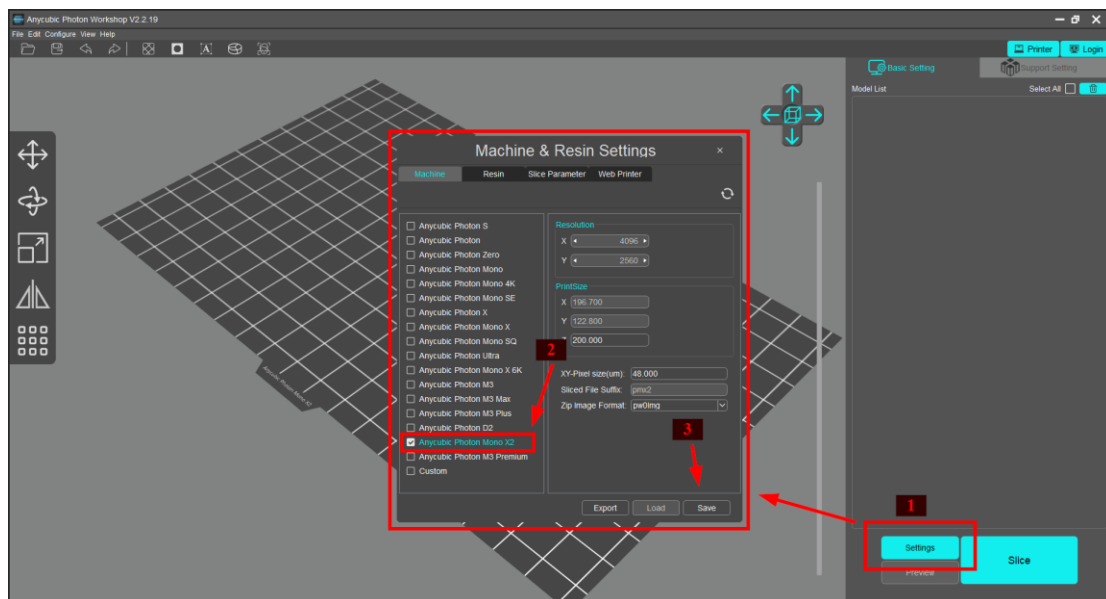 Anycubic Photon Workshop V2.2.19
File Edit Configure View Help
Printer
Login
Basic Setting
Support Setting
Model List
Select All
Machine & Resin Settings
Machine
Resin
Slice Parameter
Web Printer
Anycubic Photon S
Anycubic Photon
Anycubic Photon Zero
Anycubic Photon Mono
Anycubic Photon Mono 4K
Anycubic Photon Mono SE
Anycubic Photon X
Anycubic Photon Mono X
Anycubic Photon Mono SQ
Anycubic Photon Ultra
Anycubic Photon Mono X 6K
Anycubic Photon M3
Anycubic Photon M3 Max
Anycubic Photon M3 Plus
Anycubic Photon D2
Anycubic Photon Mono X2
Anycubic Photon M3 Premium
Custom
Resolution
X 4096
Y 2560
PrintSize
X 196.700
Y 122.800
200.000
XY-Pixel size(um): 48.000
Sliced File Suffix: pmx2
Zip Image Format: pw0Img
Export
Load
Save
Anycubic Photon Mono X2
1
2
3
Settings
Preview
Slice